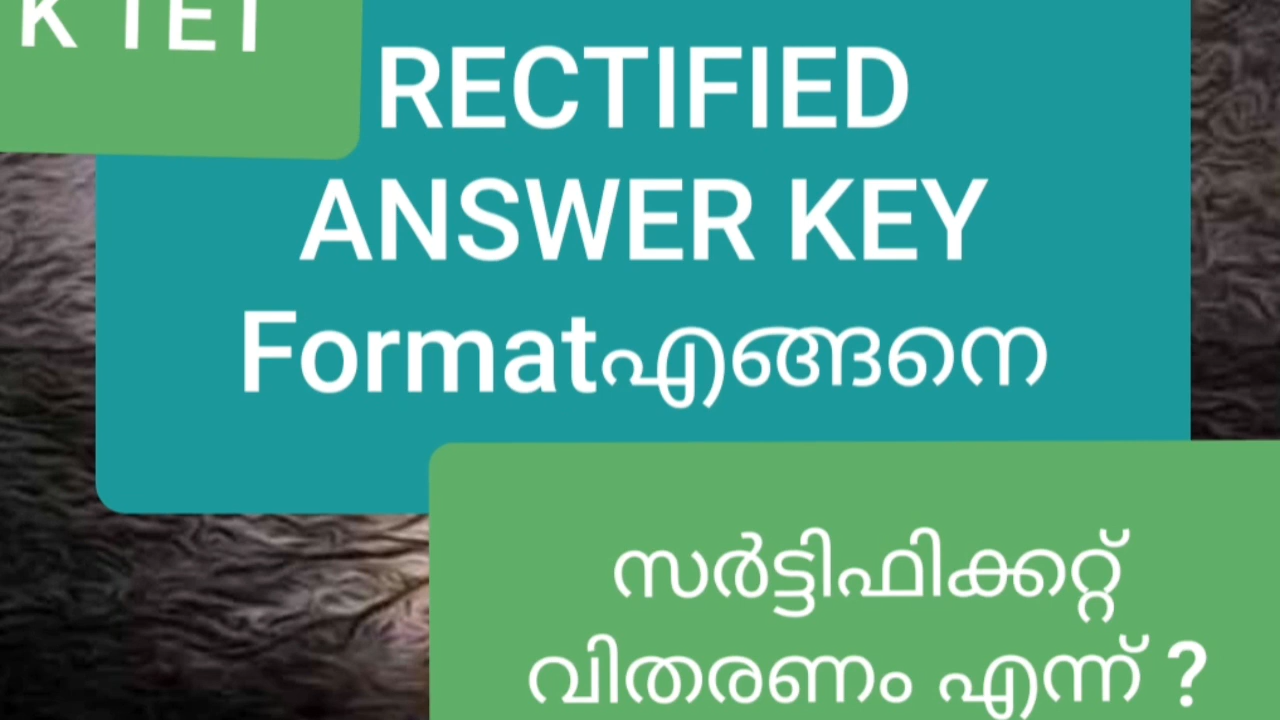 K TET
RECTIFIED
ANSWER KEY
Formatഎങ്ങനെ
സർട്ടിഫിക്കറ്റ്
വിതരണം എന്ന് ?